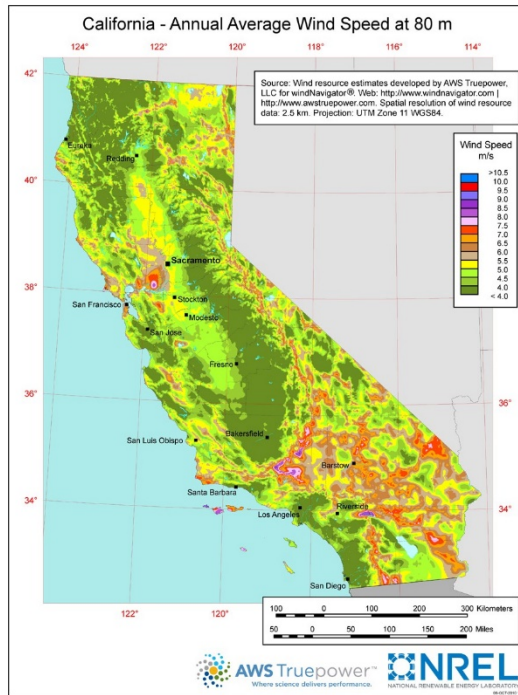 California - Annual Average Wind Speed at 80 m
124° 122° 120° 118° 116° 114°
42° 42°
Source: Wind resource estimates developed by AWS Truepower,
LLC for windNavigator®. Web: http://www.windnavigator.com |
http://www.awstruepower.com. Spatial resolution of wind resource
data: 2.5 km. Projection: UTM Zone 11 WGS84.
Wind Speed
m/s
>10.5
10.0
9.5
9.0
8.5
8.0
7.5
7.0
6.5
6.0
5.5
5.0
4.5
4.0
< 4.0
Eureka
Redding
40° 40°
Sacramento
38° 38°
Stockton
San Francisco
Modesto
San Jose
Fresno
36° 36°
Bakersfield
San Luis Obispo
Barstow
Santa Barbara
34° 34°
Los Angeles
Riverside
San Diego
122° 120° 118° 116° 114°
100 0 100 200 300 Kilometers
50 0 50 100 150 200 Miles
AWS Truepower™
Where science delivers performance.
NREL
NATIONAL RENEWABLE ENERGY LABORATORY